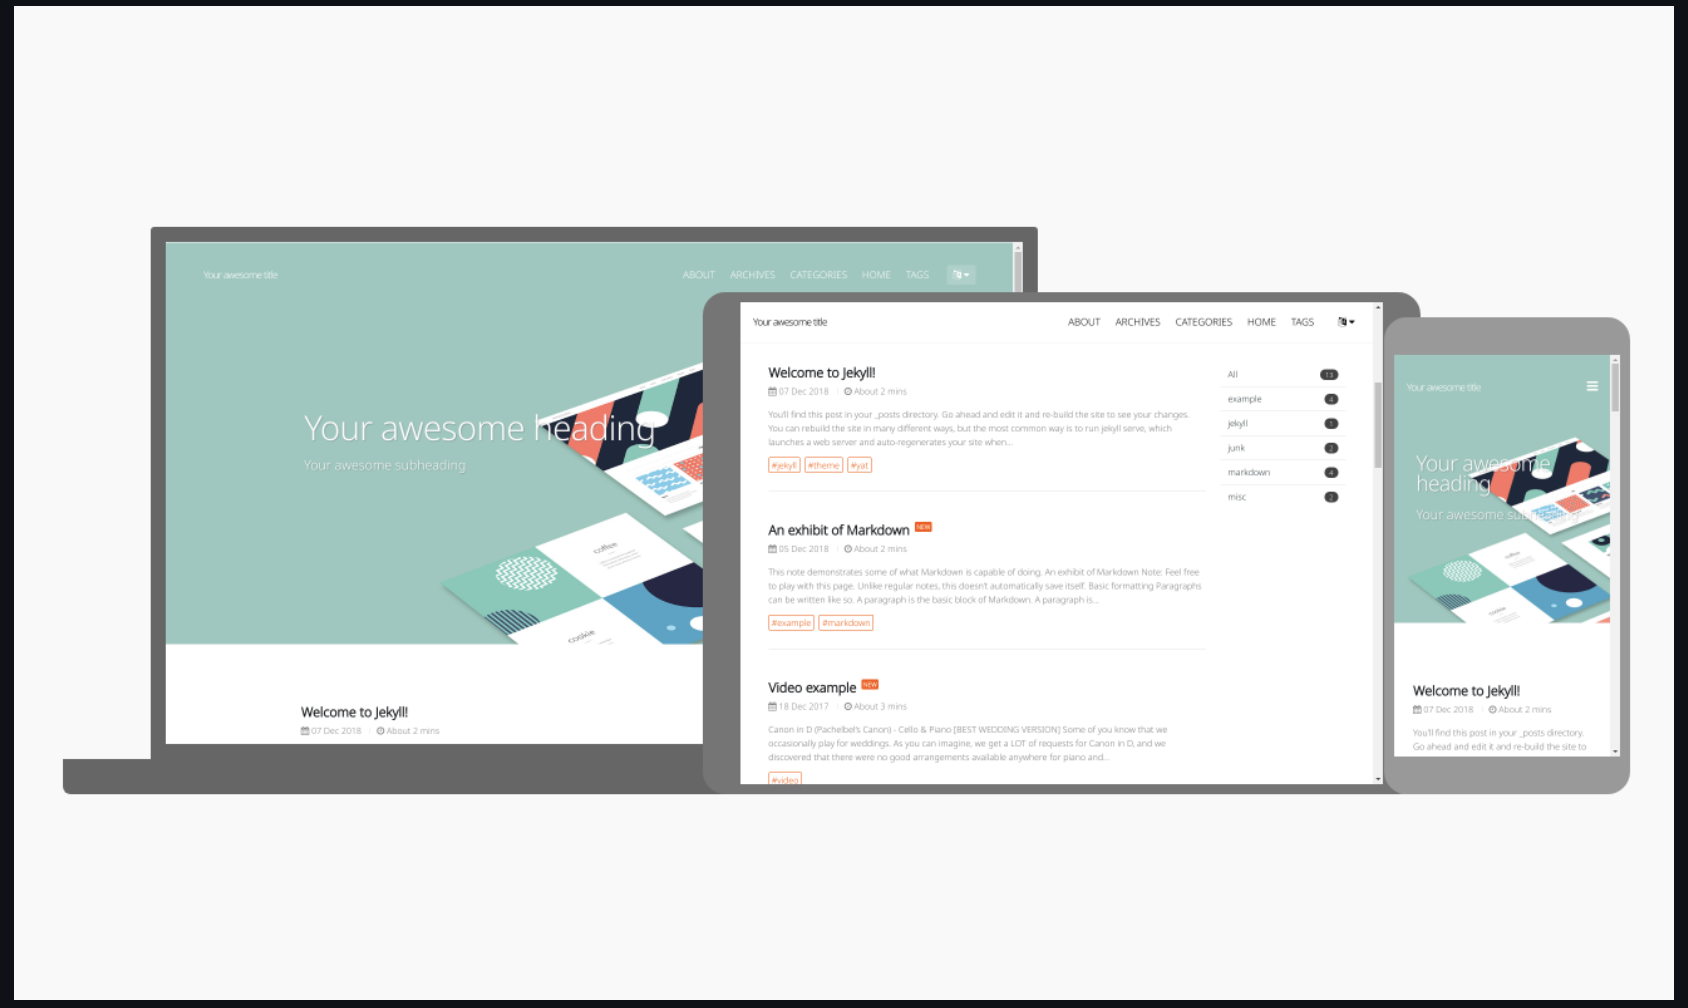 Your awesome title
ABOUT ARCHIVES CATEGORIES HOME TAGS
Your awesome heading
Your awesome subheading
coffee
cookie
Welcome to Jekyll!
07 Dec 2018 About 2 mins
Your awesome title
ABOUT ARCHIVES CATEGORIES HOME TAGS
Welcome to Jekyll!
07 Dec 2018 About 2 mins
You'll find this post in your _posts directory. Go ahead and edit it and re-build the site to see your changes.
You can rebuild the site in many different ways, but the most common way is to run jekyll serve, which
launches a web server and auto-regenerates your site when...
#jekyll #theme #yat
An exhibit of Markdown NEW
05 Dec 2018 About 2 mins
This note demonstrates some of what Markdown is capable of doing. An exhibit of Markdown Note: Feel free
to play with this page. Unlike regular notes, this doesn't automatically save itself. Basic formatting Paragraphs
can be written like so. A paragraph is the basic block of Markdown. A paragraph is...
#example #markdown
Video example NEW
18 Dec 2017 About 3 mins
Canon in D (Pachelbel's Canon) - Cello & Piano [BEST WEDDING VERSION] Some of you know that we
occasionally play for weddings. As you can imagine, we get a LOT of requests for Canon in D, and we
discovered that there were no good arrangements available anywhere for piano and...
#video
All 13
example 4
jekyll 1
junk 2
markdown 4
misc 2
Your awesome title
Your awesome
heading
Your awesome subheading
coffee
cookie
Welcome to Jekyll!
07 Dec 2018 About 2 mins
You'll find this post in your _posts directory.
Go ahead and edit it and re-build the site to